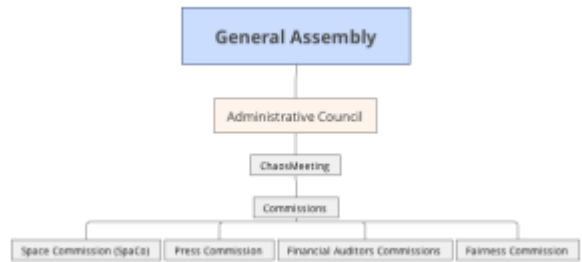 General Assembly
Administrative Council
ChaosMeeting
Commissions
Space Commission (SpaCo)
Press Commission
Financial Auditors Commissions
Fairness Commission